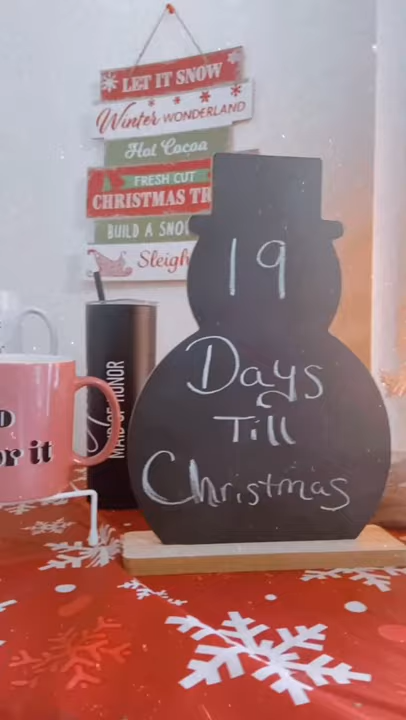 LET IT SNOW
Winter WONDERLAND
Hot Cocoa
FRESH CUT
CHRISTMAS
BUILD A
Sleigh
19
Days
Till
Christmas
MAID OF HONOR
or it